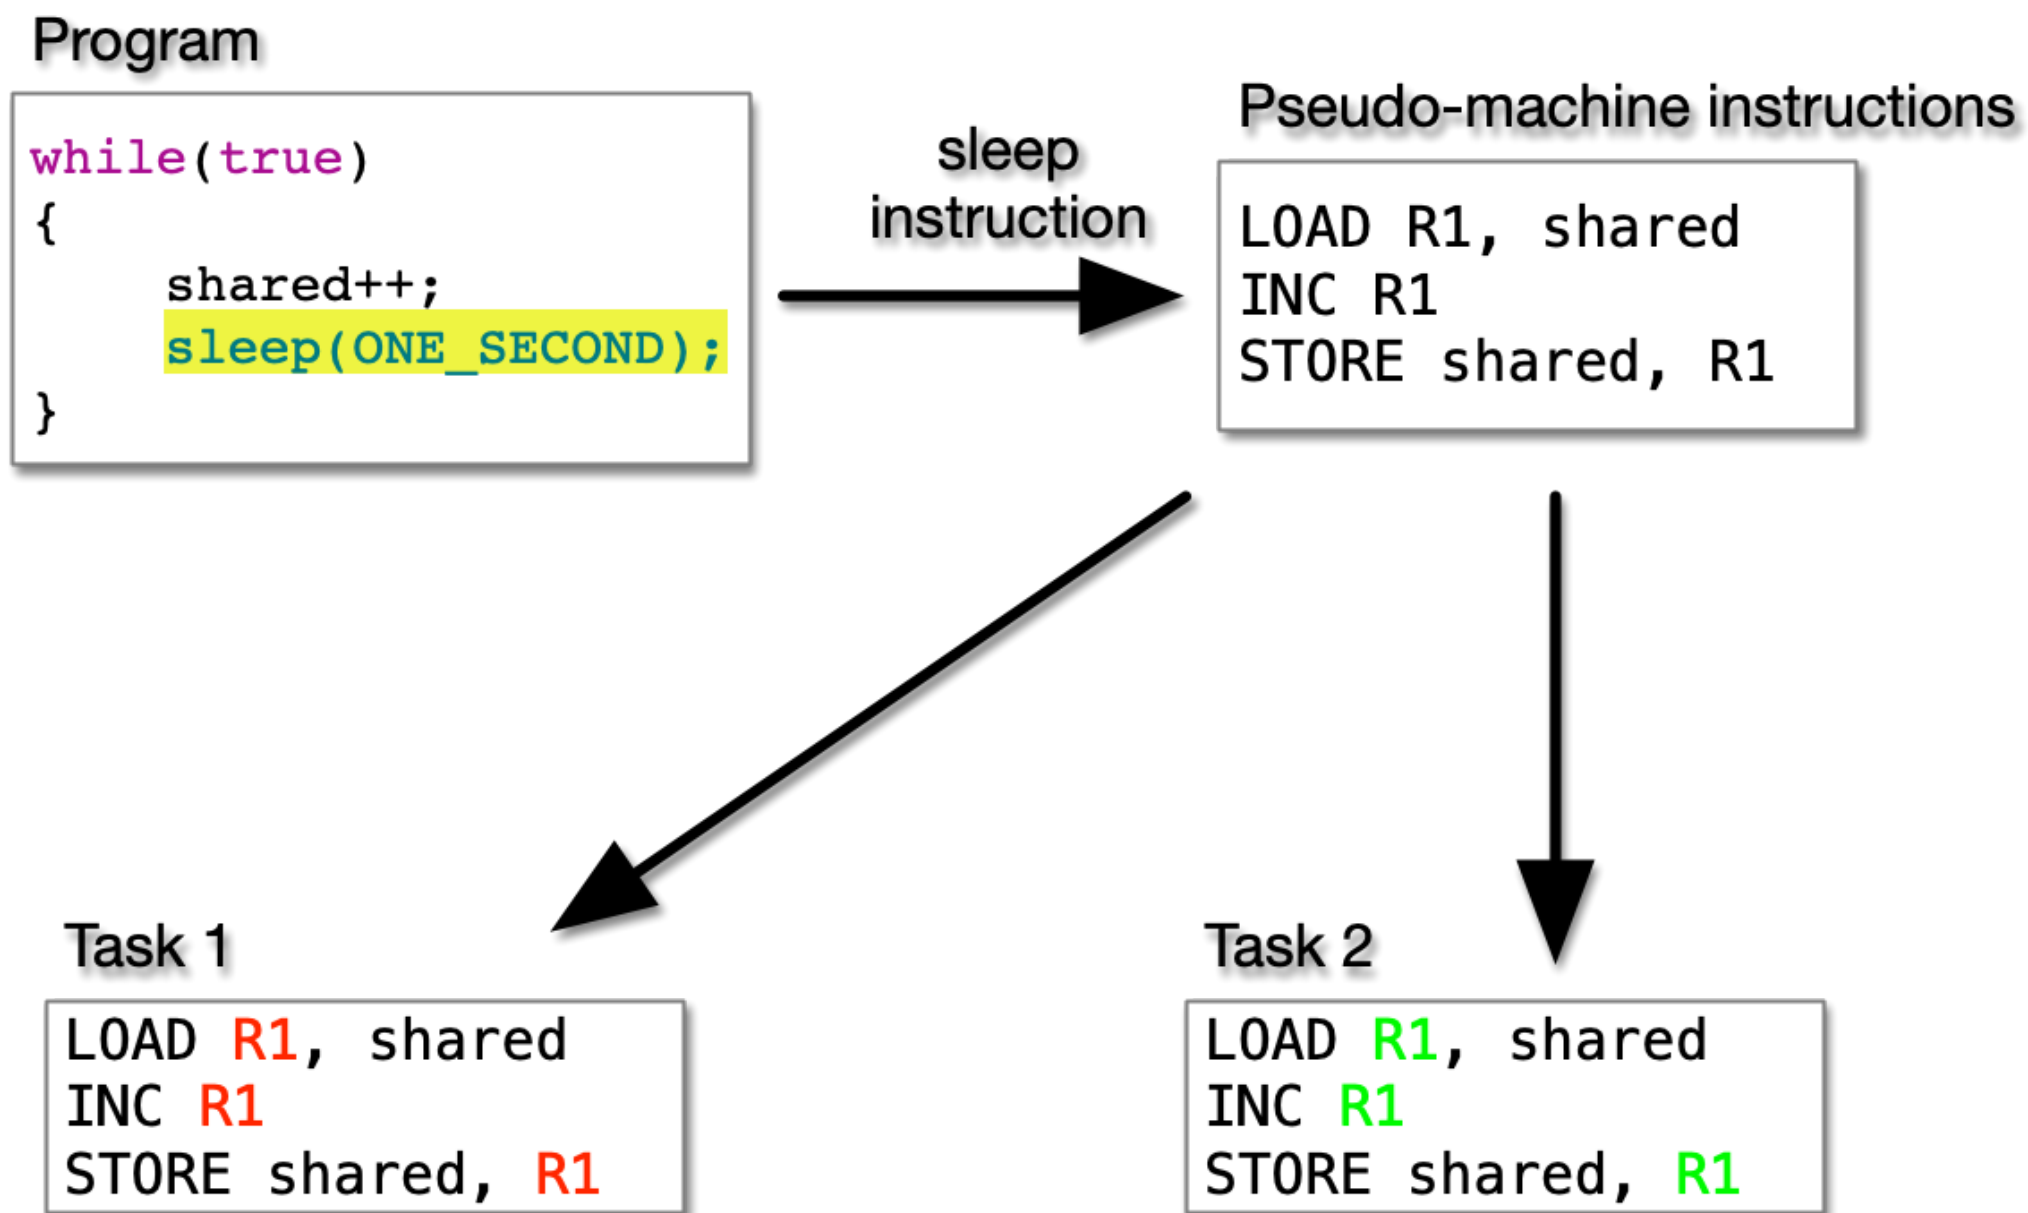 Program
while(true)
{
shared++;
sleep(ONE_SECOND);
}
sleep
instruction
Pseudo-machine instructions
LOAD R1, shared
INC R1
STORE shared, R1
Task 1
LOAD R1, shared
INC R1
STORE shared, R1
Task 2
LOAD R1, shared
INC R1
STORE shared, R1